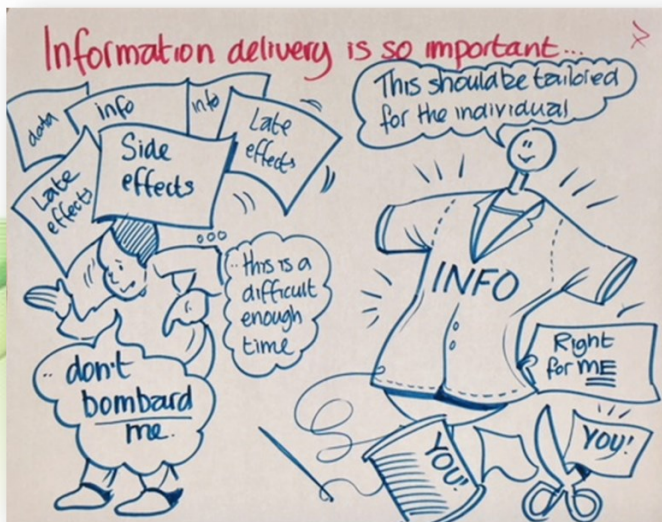 Information delivery is so important...
data
info
info
Late
effects
Side
effects
Late
effects
This should be tailored
for the individual
INFO
..this is a
difficult
enough
time
..don't
bombard
me.
Right
for ME
YOU!
YOU!